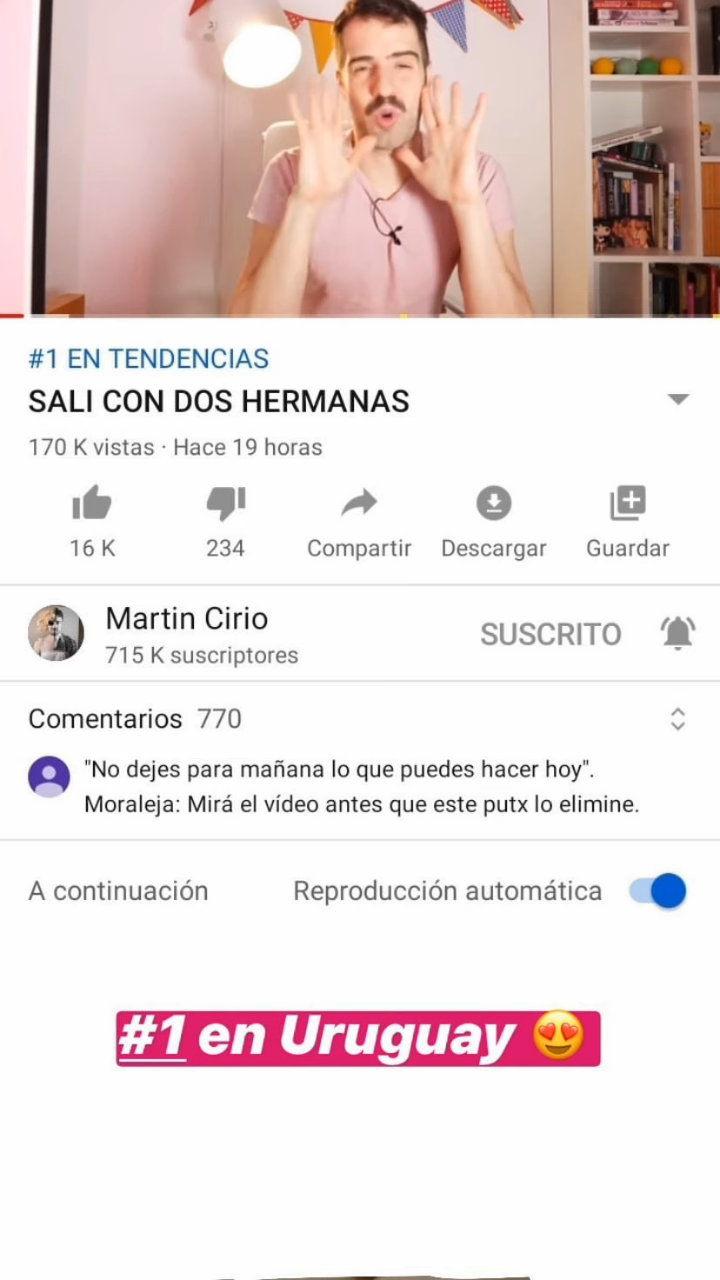 #1 EN TENDENCIAS
SALI CON DOS HERMANAS
170 K vistas · Hace 19 horas
16 K 234 Compartir Descargar Guardar
Martin Cirio
SUSCRITO
715 K suscriptores
Comentarios 770
"No dejes para mañana lo que puedes hacer hoy".
Moraleja: Mirá el vídeo antes que este putx lo elimine.
A continuación Reproducción automática
#1 en Uruguay 😍